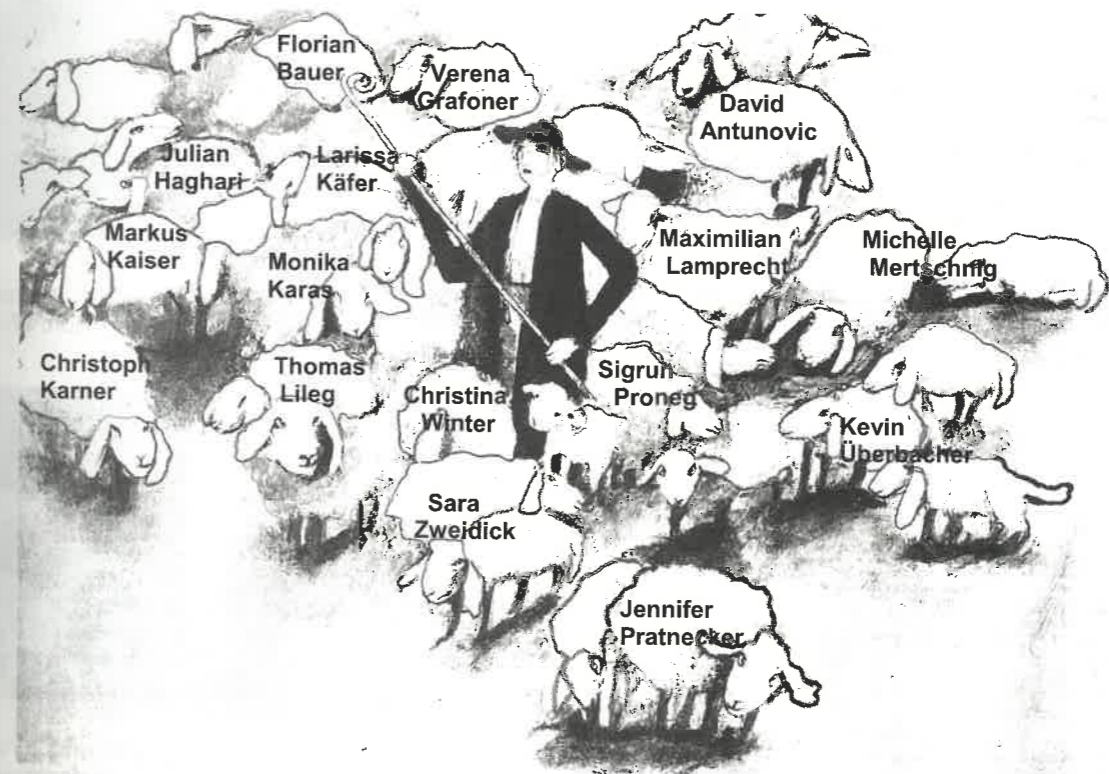 Florian
Bauer
Verena
Grafoner
David
Antunovic
Julian
Haghari
Larissa
Käfer
Markus
Kaiser
Monika
Karas
Maximilian
Lamprecht
Michelle
Mertschnig
Christoph
Karner
Thomas
Lileg
Christina
Winter
Sigrun
Proneg
Kevin
Überbacher
Sara
Zweidick
Jennifer
Pratnecker